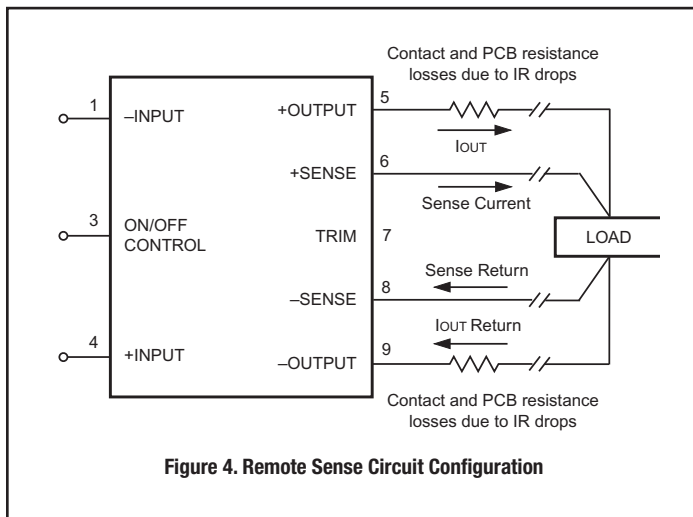 Contact and PCB resistance
losses due to IR drops
1
–INPUT
+OUTPUT
5
IOUT
+SENSE
6
Sense Current
3
ON/OFF
CONTROL
TRIM
7
LOAD
Sense Return
–SENSE
8
IOUT Return
4
+INPUT
–OUTPUT
9
Contact and PCB resistance
losses due to IR drops
Figure 4. Remote Sense Circuit Configuration